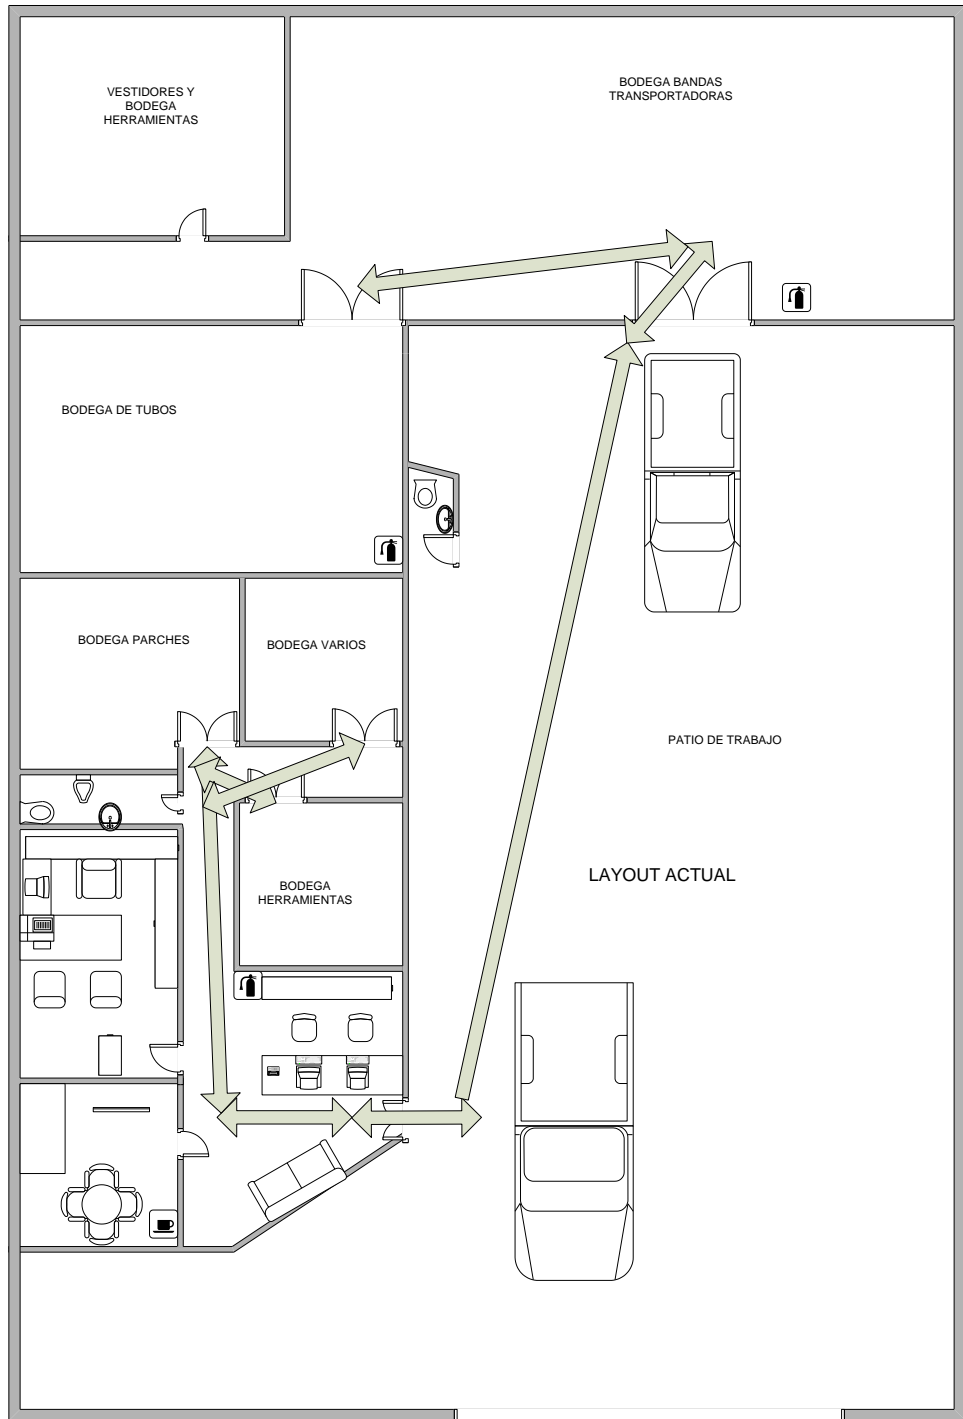 VESTIDORES Y
BODEGA
HERRAMIENTAS
BODEGA BANDAS
TRANSPORTADORAS
BODEGA DE TUBOS
BODEGA PARCHES
BODEGA VARIOS
PATIO DE TRABAJO
LAYOUT ACTUAL
BODEGA
HERRAMIENTAS